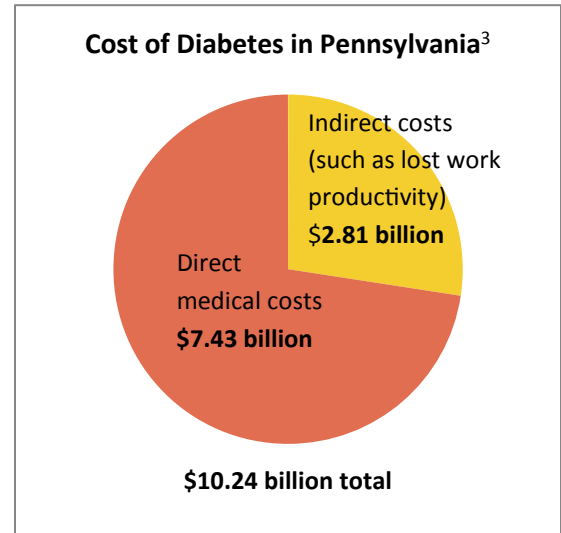 Cost of Diabetes in Pennsylvania³
Indirect costs
(such as lost work
productivity)
$2.81 billion
Direct
medical costs
$7.43 billion
$10.24 billion total